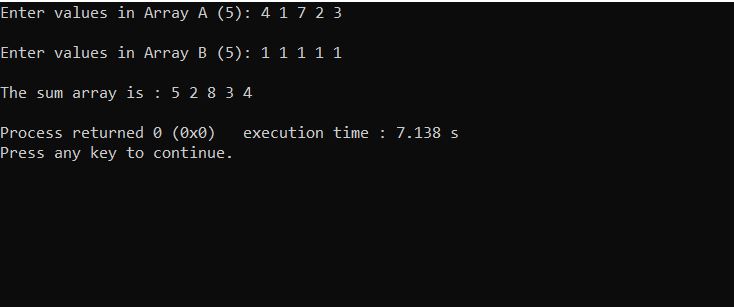 Enter values in Array A (5): 4 1 7 2 3
Enter values in Array B (5): 1 1 1 1 1
The sum array is : 5 2 8 3 4
Process returned 0 (0x0)   execution time : 7.138 s
Press any key to continue.